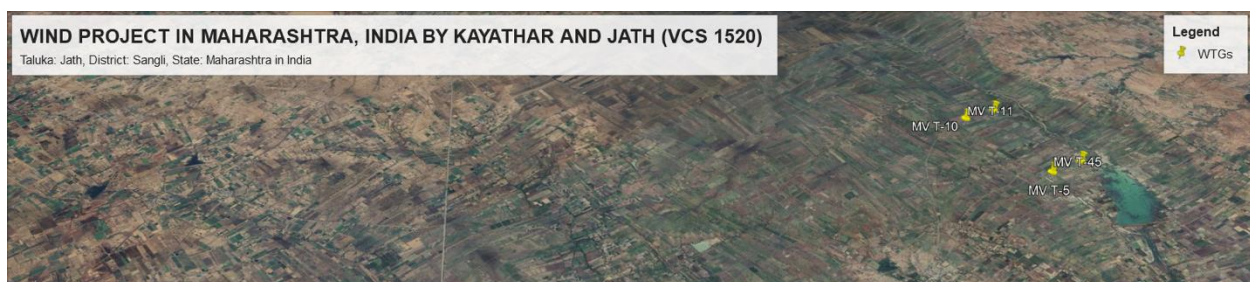 WIND PROJECT IN MAHARASHTRA, INDIA BY KAYATHAR AND JATH (VCS 1520)
Taluka: Jath, District: Sangli, State: Maharashtra in India
Legend
WTGs
MV T-11
MV T-10
MV T-45
MV T-5